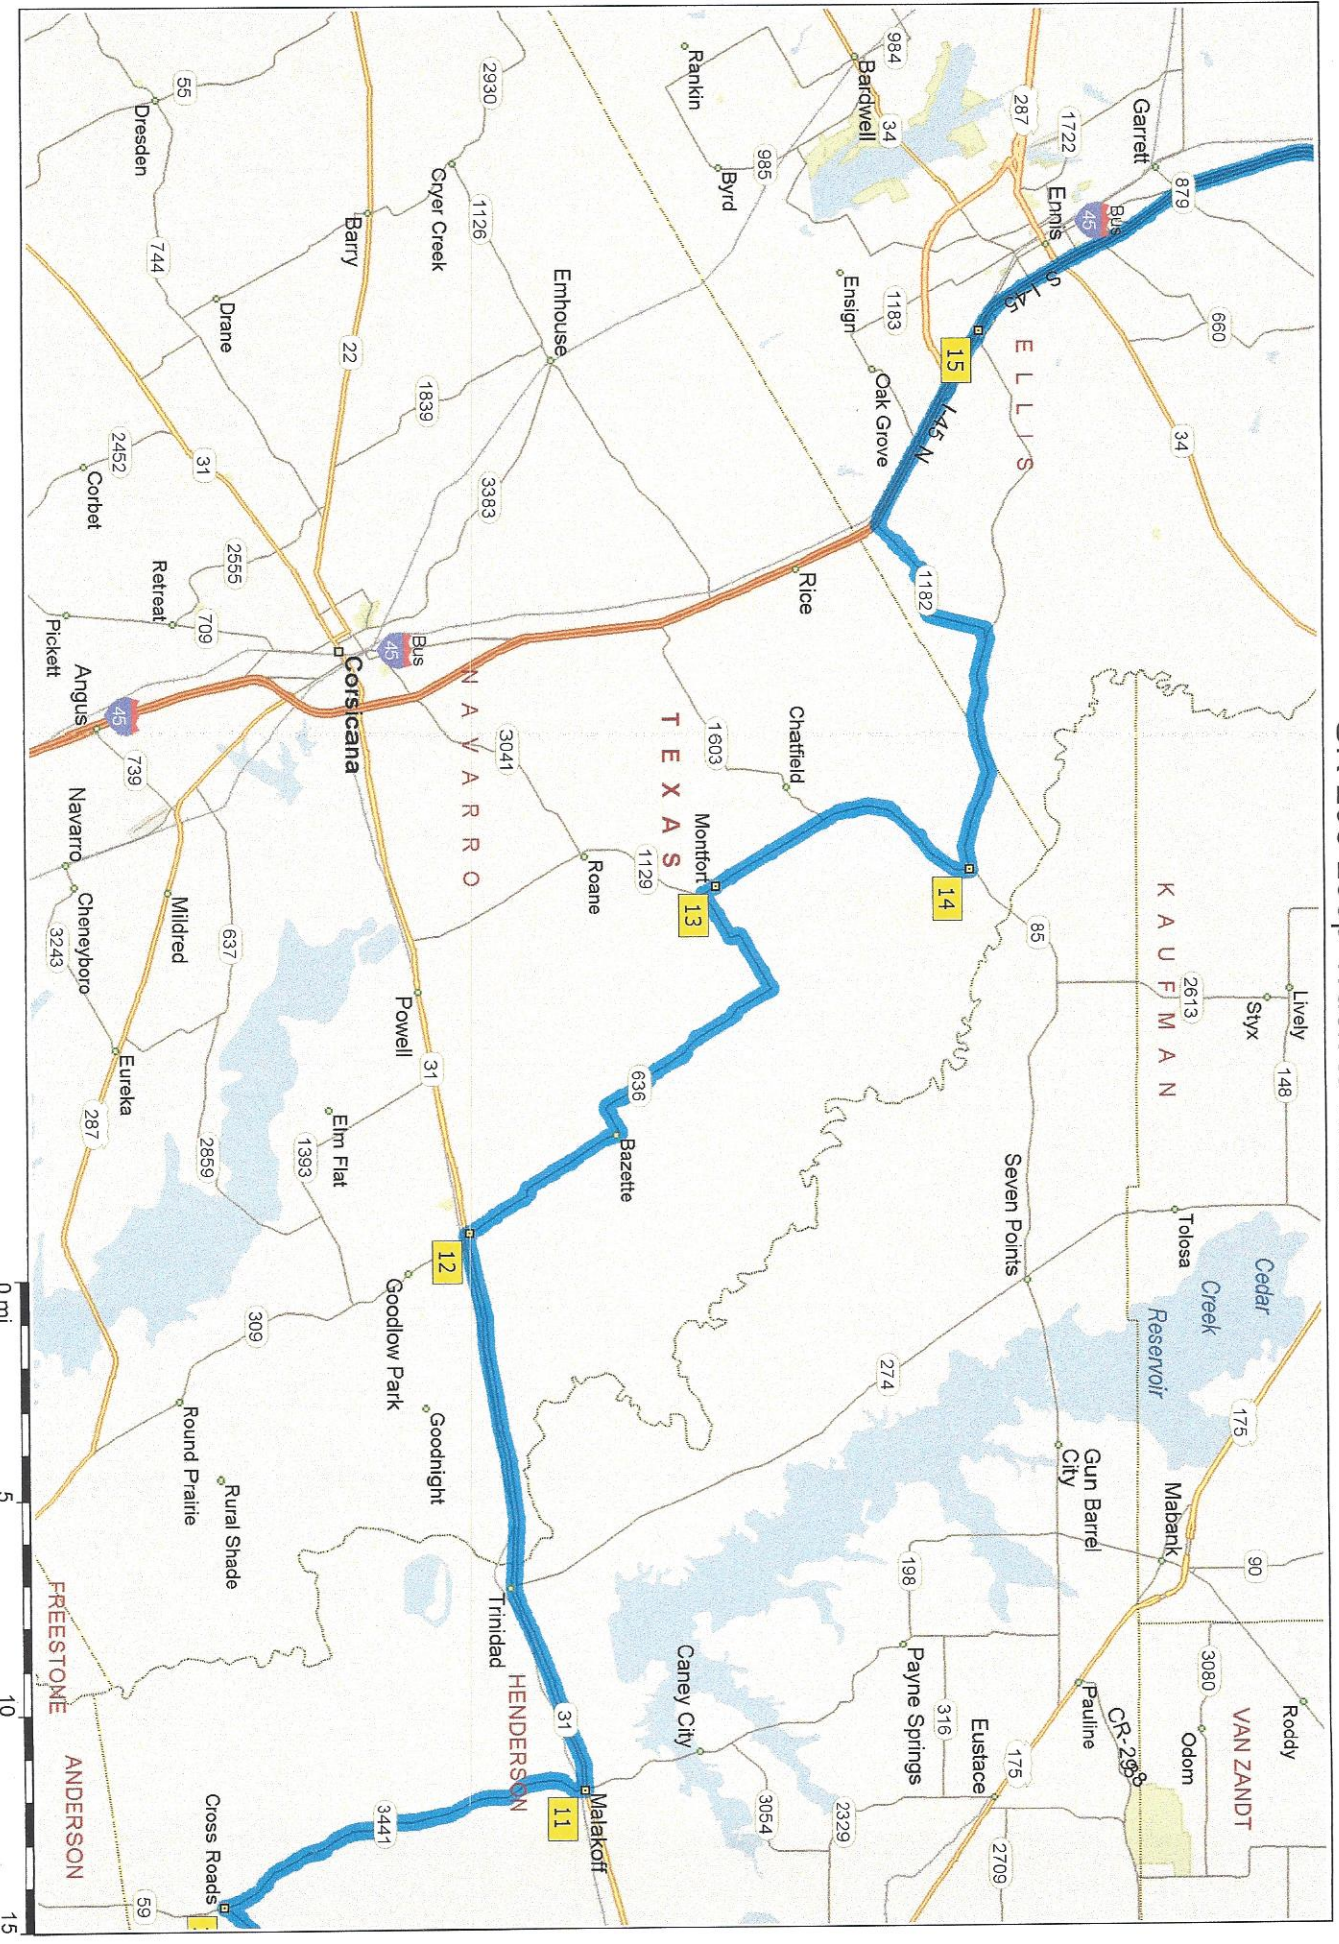 984
Bardwell
34
287
1722
Garrett
879
Ennis
Bus
45
S I-45
660
Rankin
985
Byrd
Ensign
1183
15
E L L I S
Oak Grove
I-45 N
34
2930
55
Dresden
Cryer Creek
1126
Barry
744
Drane
Emhouse
22
1839
2452
Corbet
31
3383
2555
Retreat
709
Pickett
Rice
1182
Bus
45
Corsicana
Angus
45
739
N A V A R R O
T E X A S
3041
1603
Chatfield
Montfort
13
14
1129
Roane
Navarro
Cheneyboro
3243
Mildred
637
Eureka
287
Powell
31
Elm Flat
1393
2859
636
Bazette
12
Goodlow Park
Goodnight
309
Round Prairie
Rural Shade
K A U F M A N
85
2613
Lively
Styx
148
Tolosa
Seven Points
Cedar
Creek
Reservoir
175
274
Gun Barrel
City
Mabank
90
198
Payne Springs
316
Eustace
Pauline
CR-2938
3080
Odom
Roddy
VAN ZANDT
175
2709
2329
3054
Caney City
Trinidad
HENDERSON
31
Malakoff
11
3441
Cross Roads
59
FREESTONE
ANDERSON
0 mi
5
10
15